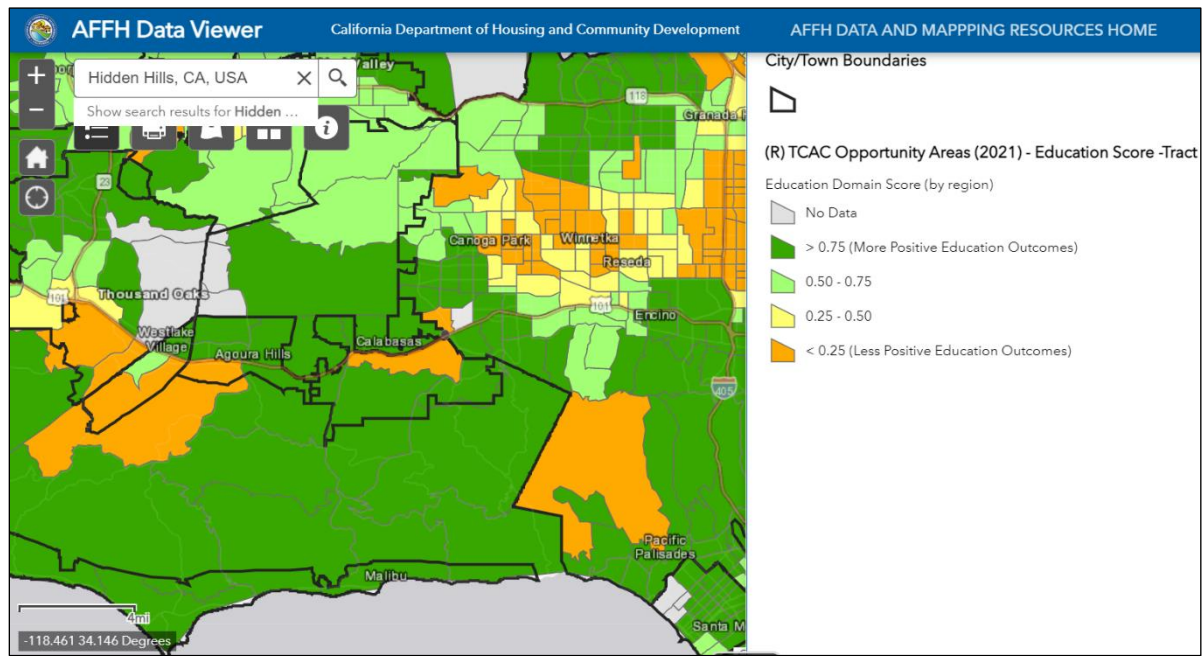 AFFH Data Viewer
California Department of Housing and Community Development
AFFH DATA AND MAPPPING RESOURCES HOME
+
Hidden Hills, CA, USA
Show search results for Hidden ...
−
Valley
118
Granada
23
Canoga Park
Winnetka
Reseda
101
Thousand Oaks
101
Encino
Westlake
Village
Agoura Hills
Calabasas
405
Pacific
Palisades
Malibu
4mi
Santa M
-118.461 34.146 Degrees
City/Town Boundaries
(R) TCAC Opportunity Areas (2021) - Education Score -Tract
Education Domain Score (by region)
No Data
> 0.75 (More Positive Education Outcomes)
0.50 - 0.75
0.25 - 0.50
< 0.25 (Less Positive Education Outcomes)